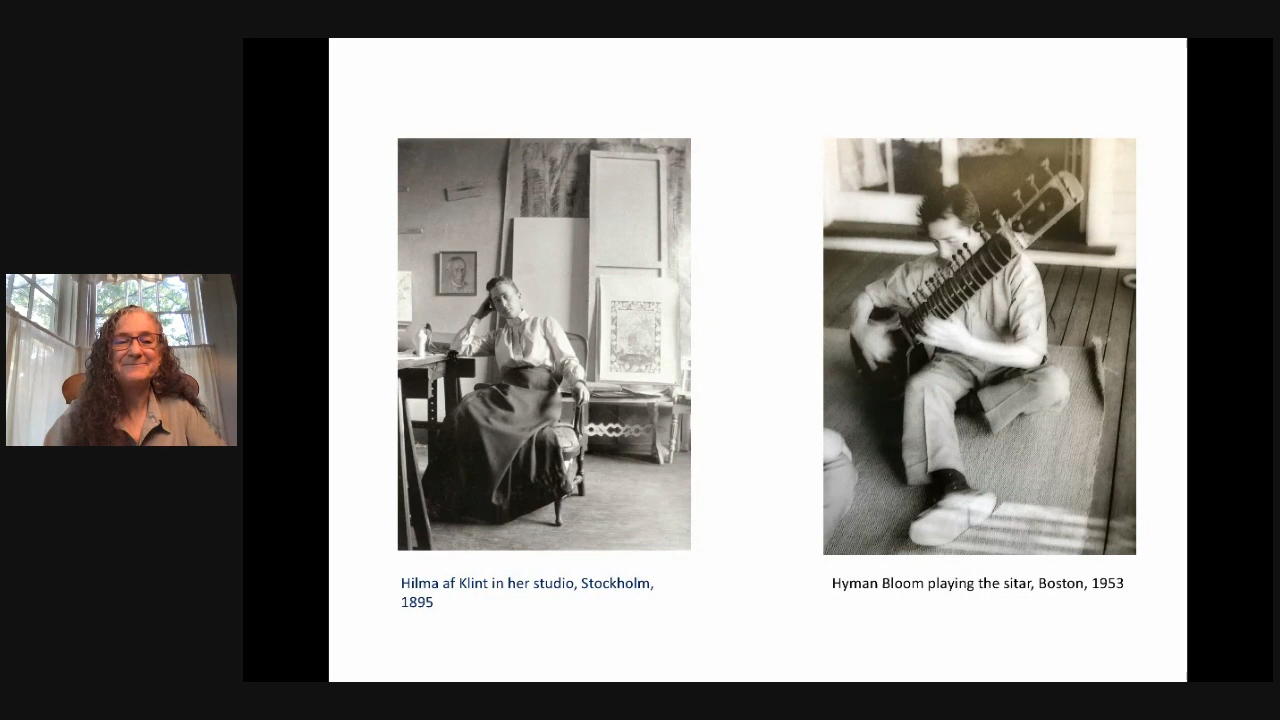 Hilma af Klint in her studio, Stockholm,
1895
Hyman Bloom playing the sitar, Boston, 1953